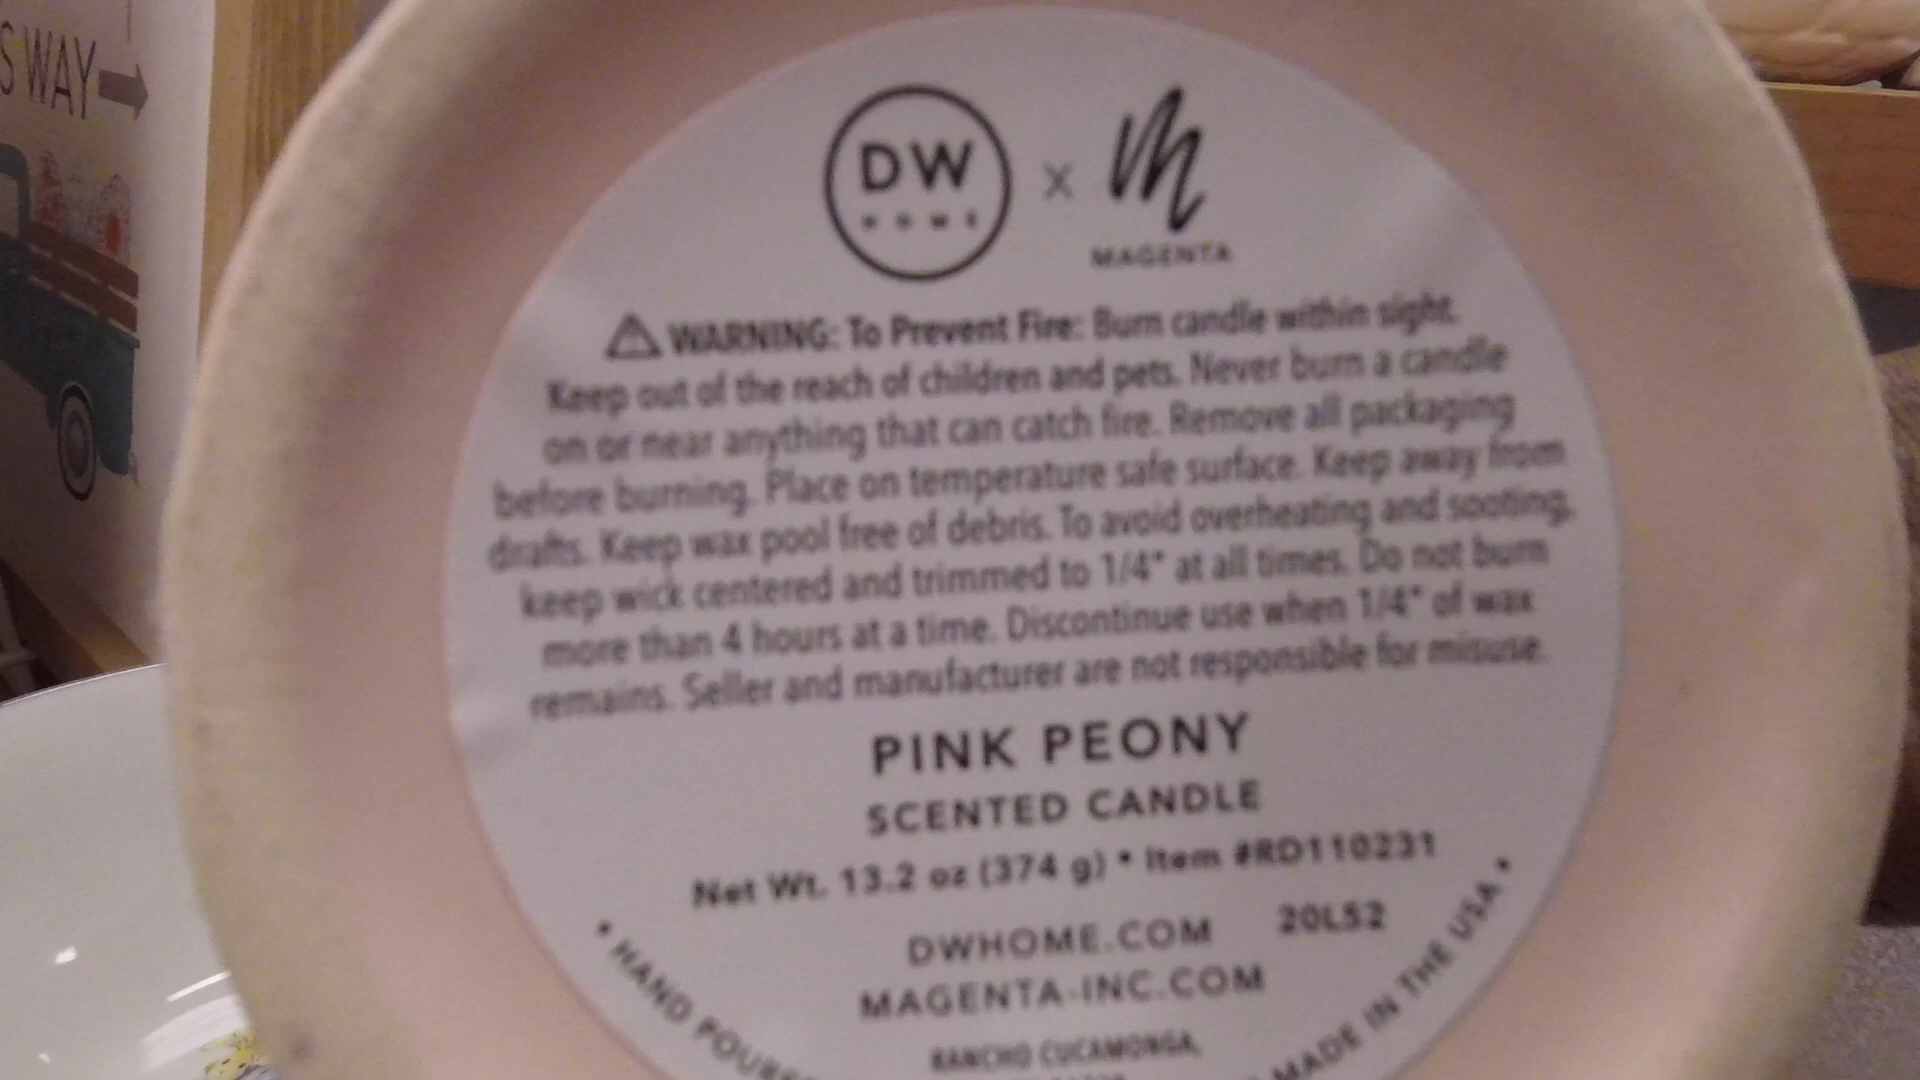 S WAY
DW
HOME
X
M
MAGENTA
WARNING: To Prevent Fire: Burn candle within sight.
Keep out of the reach of children and pets. Never burn a candle
on or near anything that can catch fire. Remove all packaging
before burning. Place on temperature safe surface. Keep away from
drafts. Keep wax pool free of debris. To avoid overheating and sooting,
keep wick centered and trimmed to 1/4" at all times. Do not burn
more than 4 hours at a time. Discontinue use when 1/4" of wax
remains. Seller and manufacturer are not responsible for misuse.
PINK PEONY
SCENTED CANDLE
Net Wt. 13.2 oz (374 g) • Item #RD110231
DWHOME.COM 20L52
MAGENTA-INC.COM
RANCHO CUCAMONGA,
• HAND POURE
MADE IN THE USA •